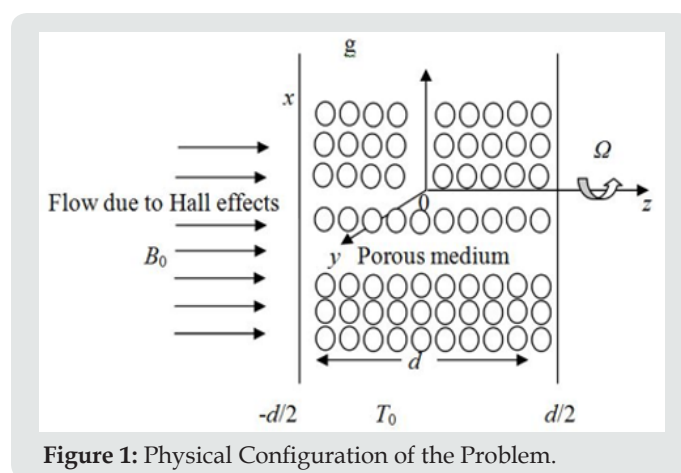 g
x
Ω
Flow due to Hall effects
0
z
B₀
y Porous medium
d
-d/2 T₀ d/2
Figure 1: Physical Configuration of the Problem.